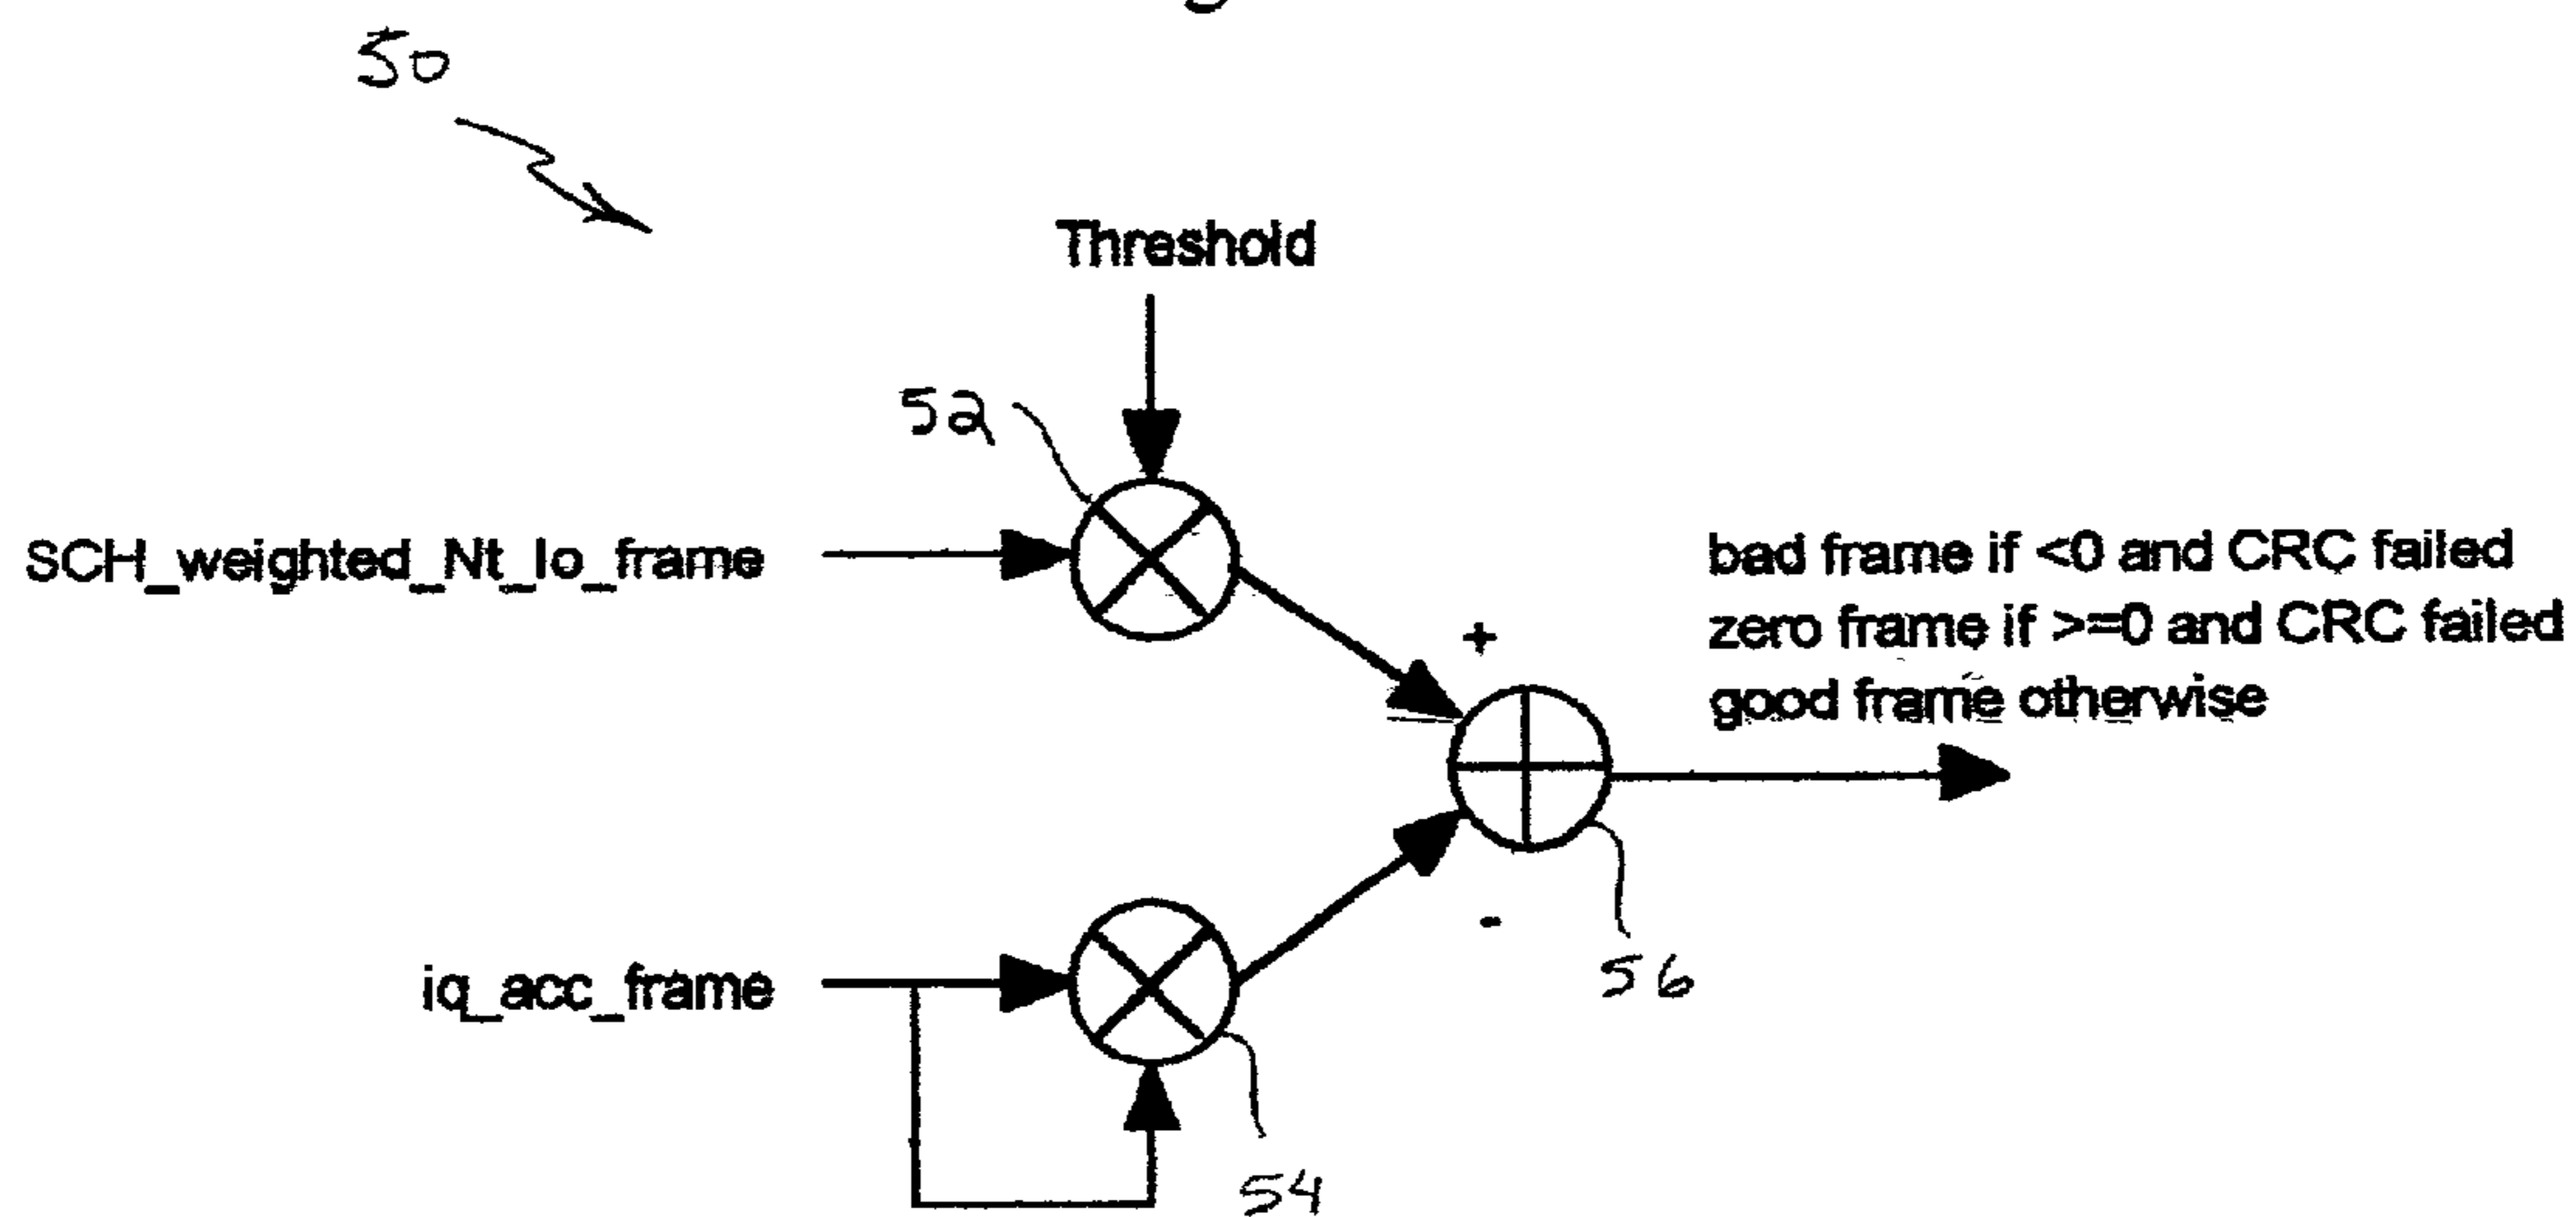 50
Threshold
52
SCH_weighted_Nt_Io_frame
bad frame if <0 and CRC failed
zero frame if >=0 and CRC failed
good frame otherwise
+
-
56
iq_acc_frame
54